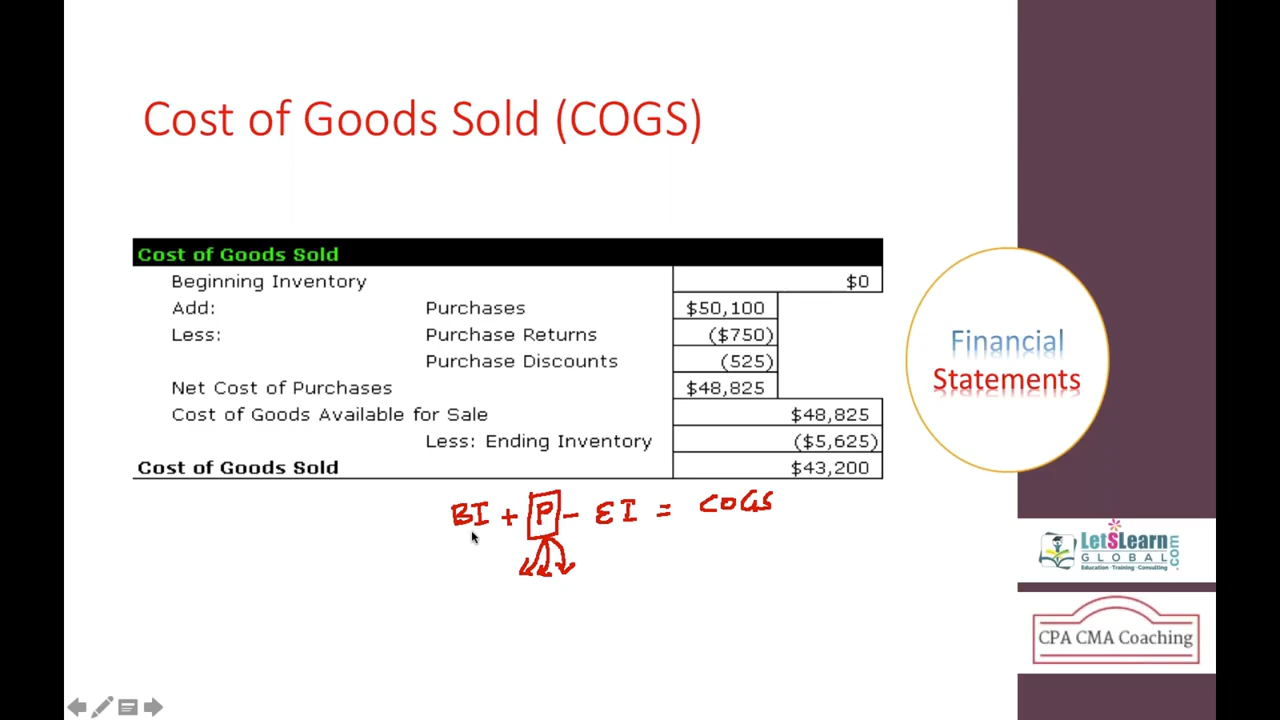 Cost of Goods Sold (COGS)
Cost of Goods Sold
Beginning Inventory $0
Add: Purchases $50,100
Less: Purchase Returns ($750)
Purchase Discounts (525)
Net Cost of Purchases $48,825
Cost of Goods Available for Sale $48,825
Less: Ending Inventory ($5,625)
Cost of Goods Sold $43,200
BI + P - EI = COGS
Financial
Statements
LetSLearn.com
GLOBAL
Education · Training · Consulting
CPA CMA Coaching